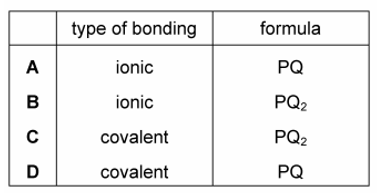 type of bonding formula
A ionic PQ
B ionic PQ₂
C covalent PQ₂
D covalent PQ